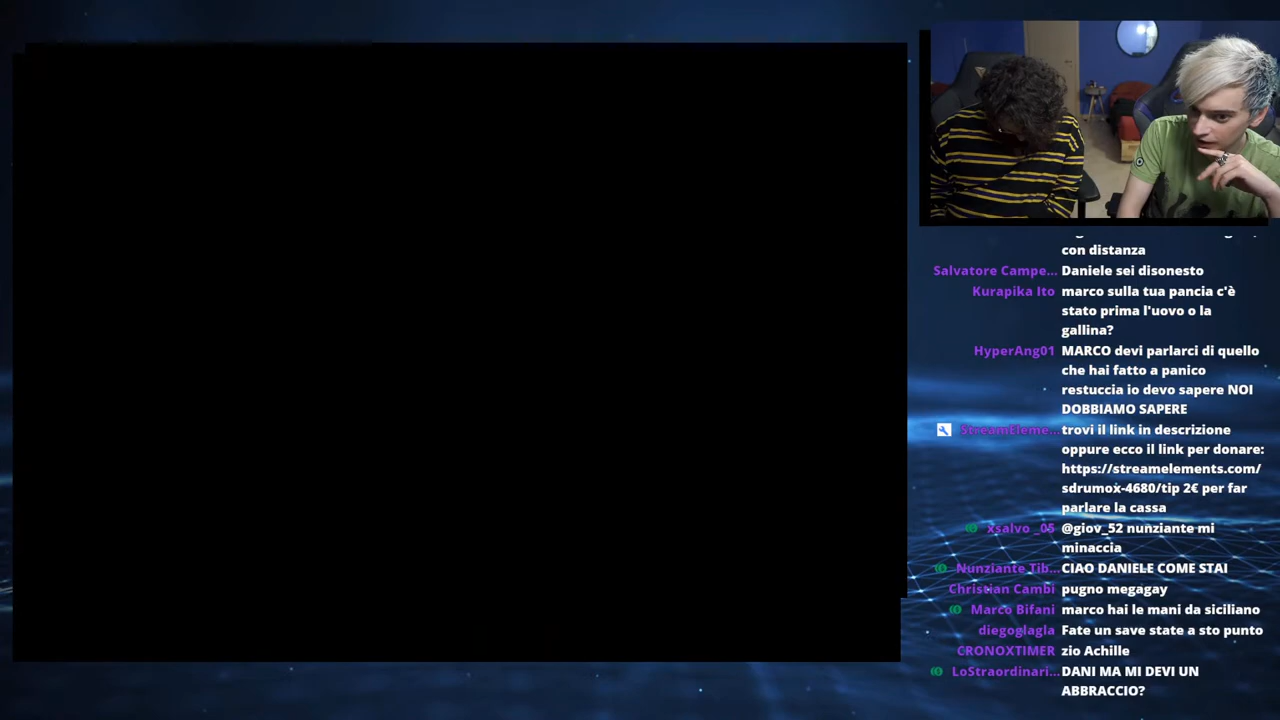 con distanza
Salvatore Campe... Daniele sei disonesto
Kurapika Ito marco sulla tua pancia c'è
stato prima l'uovo o la
gallina?
HyperAng01 MARCO devi parlarci di quello
che hai fatto a panico
restuccia io devo sapere NOI
DOBBIAMO SAPERE
StreamEleme... trovi il link in descrizione
oppure ecco il link per donare:
https://streamelements.com/
sdrumox-4680/tip 2€ per far
parlare la cassa
xsalvo _05 @giov_52 nunziante mi
minaccia
Nunziante Tib... CIAO DANIELE COME STAI
Christian Cambi pugno megagay
Marco Bifani marco hai le mani da siciliano
diegoglagla Fate un save state a sto punto
CRONOXTIMER zio Achille
LoStraordinari... DANI MA MI DEVI UN
ABBRACCIO?